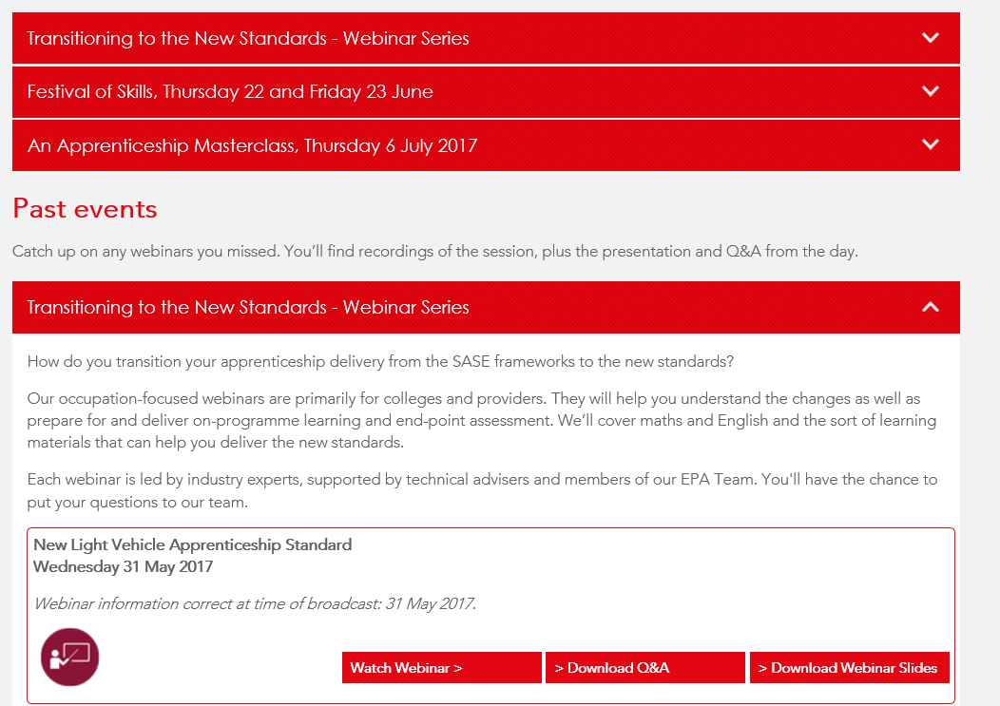 Transitioning to the New Standards - Webinar Series
Festival of Skills, Thursday 22 and Friday 23 June
An Apprenticeship Masterclass, Thursday 6 July 2017
Past events
Catch up on any webinars you missed. You’ll find recordings of the session, plus the presentation and Q&A from the day.
Transitioning to the New Standards - Webinar Series
How do you transition your apprenticeship delivery from the SASE frameworks to the new standards?
Our occupation-focused webinars are primarily for colleges and providers. They will help you understand the changes as well as
prepare for and deliver on-programme learning and end-point assessment. We’ll cover maths and English and the sort of learning
materials that can help you deliver the new standards.
Each webinar is led by industry experts, supported by technical advisers and members of our EPA Team. You'll have the chance to
put your questions to our team.
New Light Vehicle Apprenticeship Standard
Wednesday 31 May 2017
Webinar information correct at time of broadcast: 31 May 2017.
Watch Webinar > > Download Q&A > Download Webinar Slides